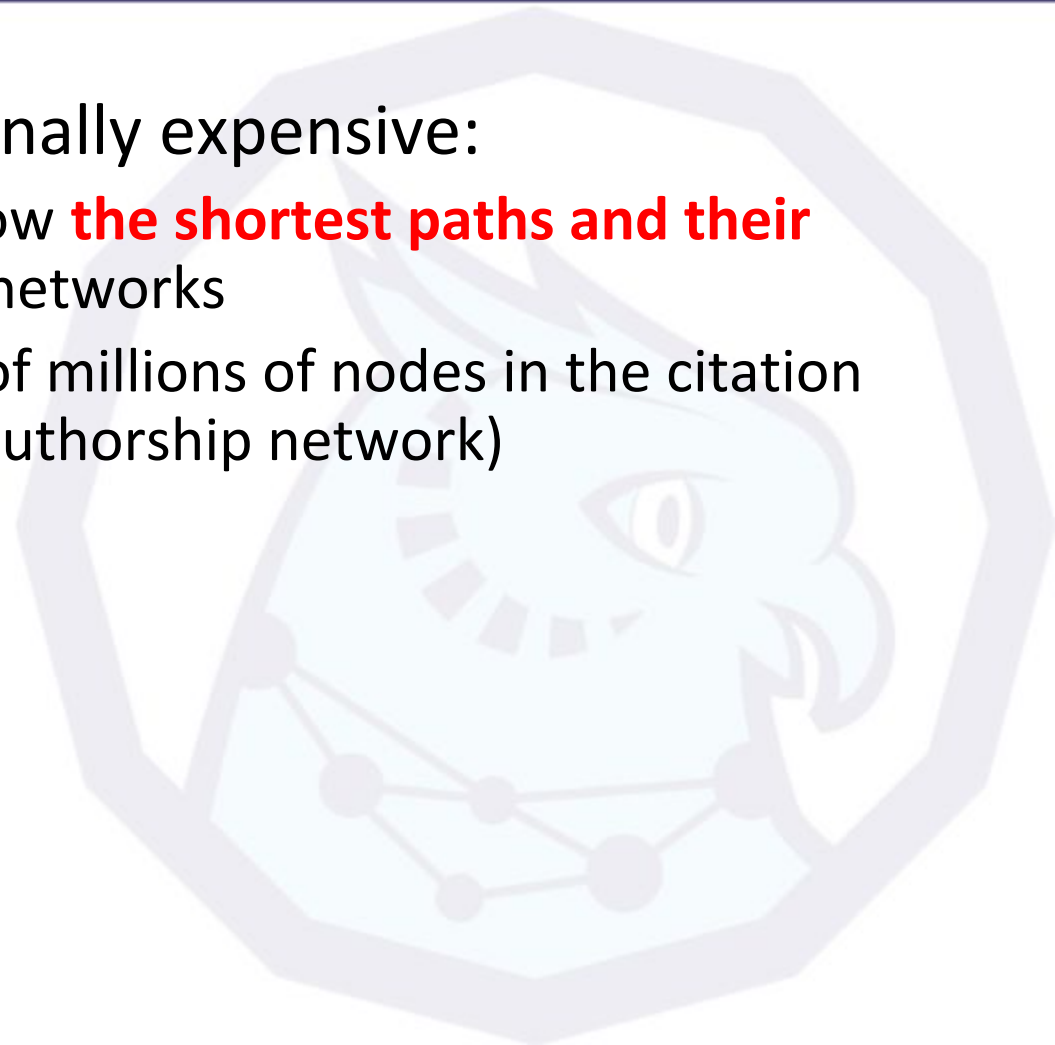 nally expensive:
ow the shortest paths and their
networks
of millions of nodes in the citation
uthorship network)